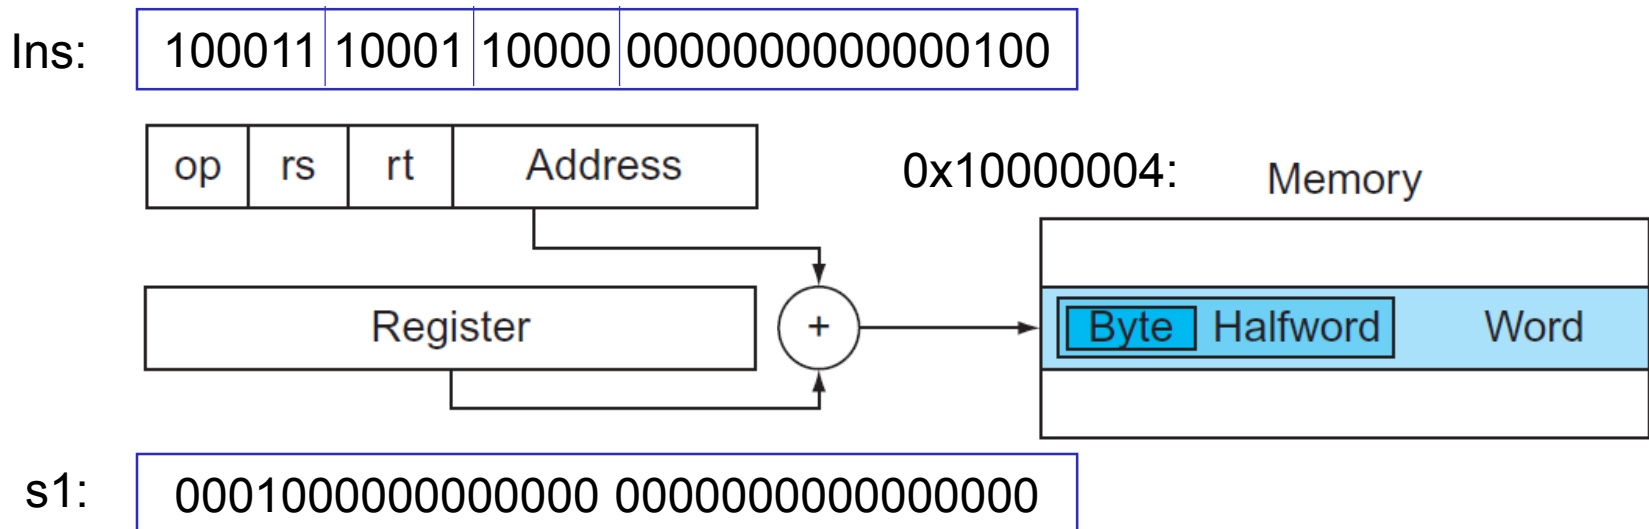 Ins: 100011 10001 10000 0000000000000100
op rs rt Address
0x10000004: Memory
Register + Byte Halfword Word
s1: 0001000000000000 0000000000000000